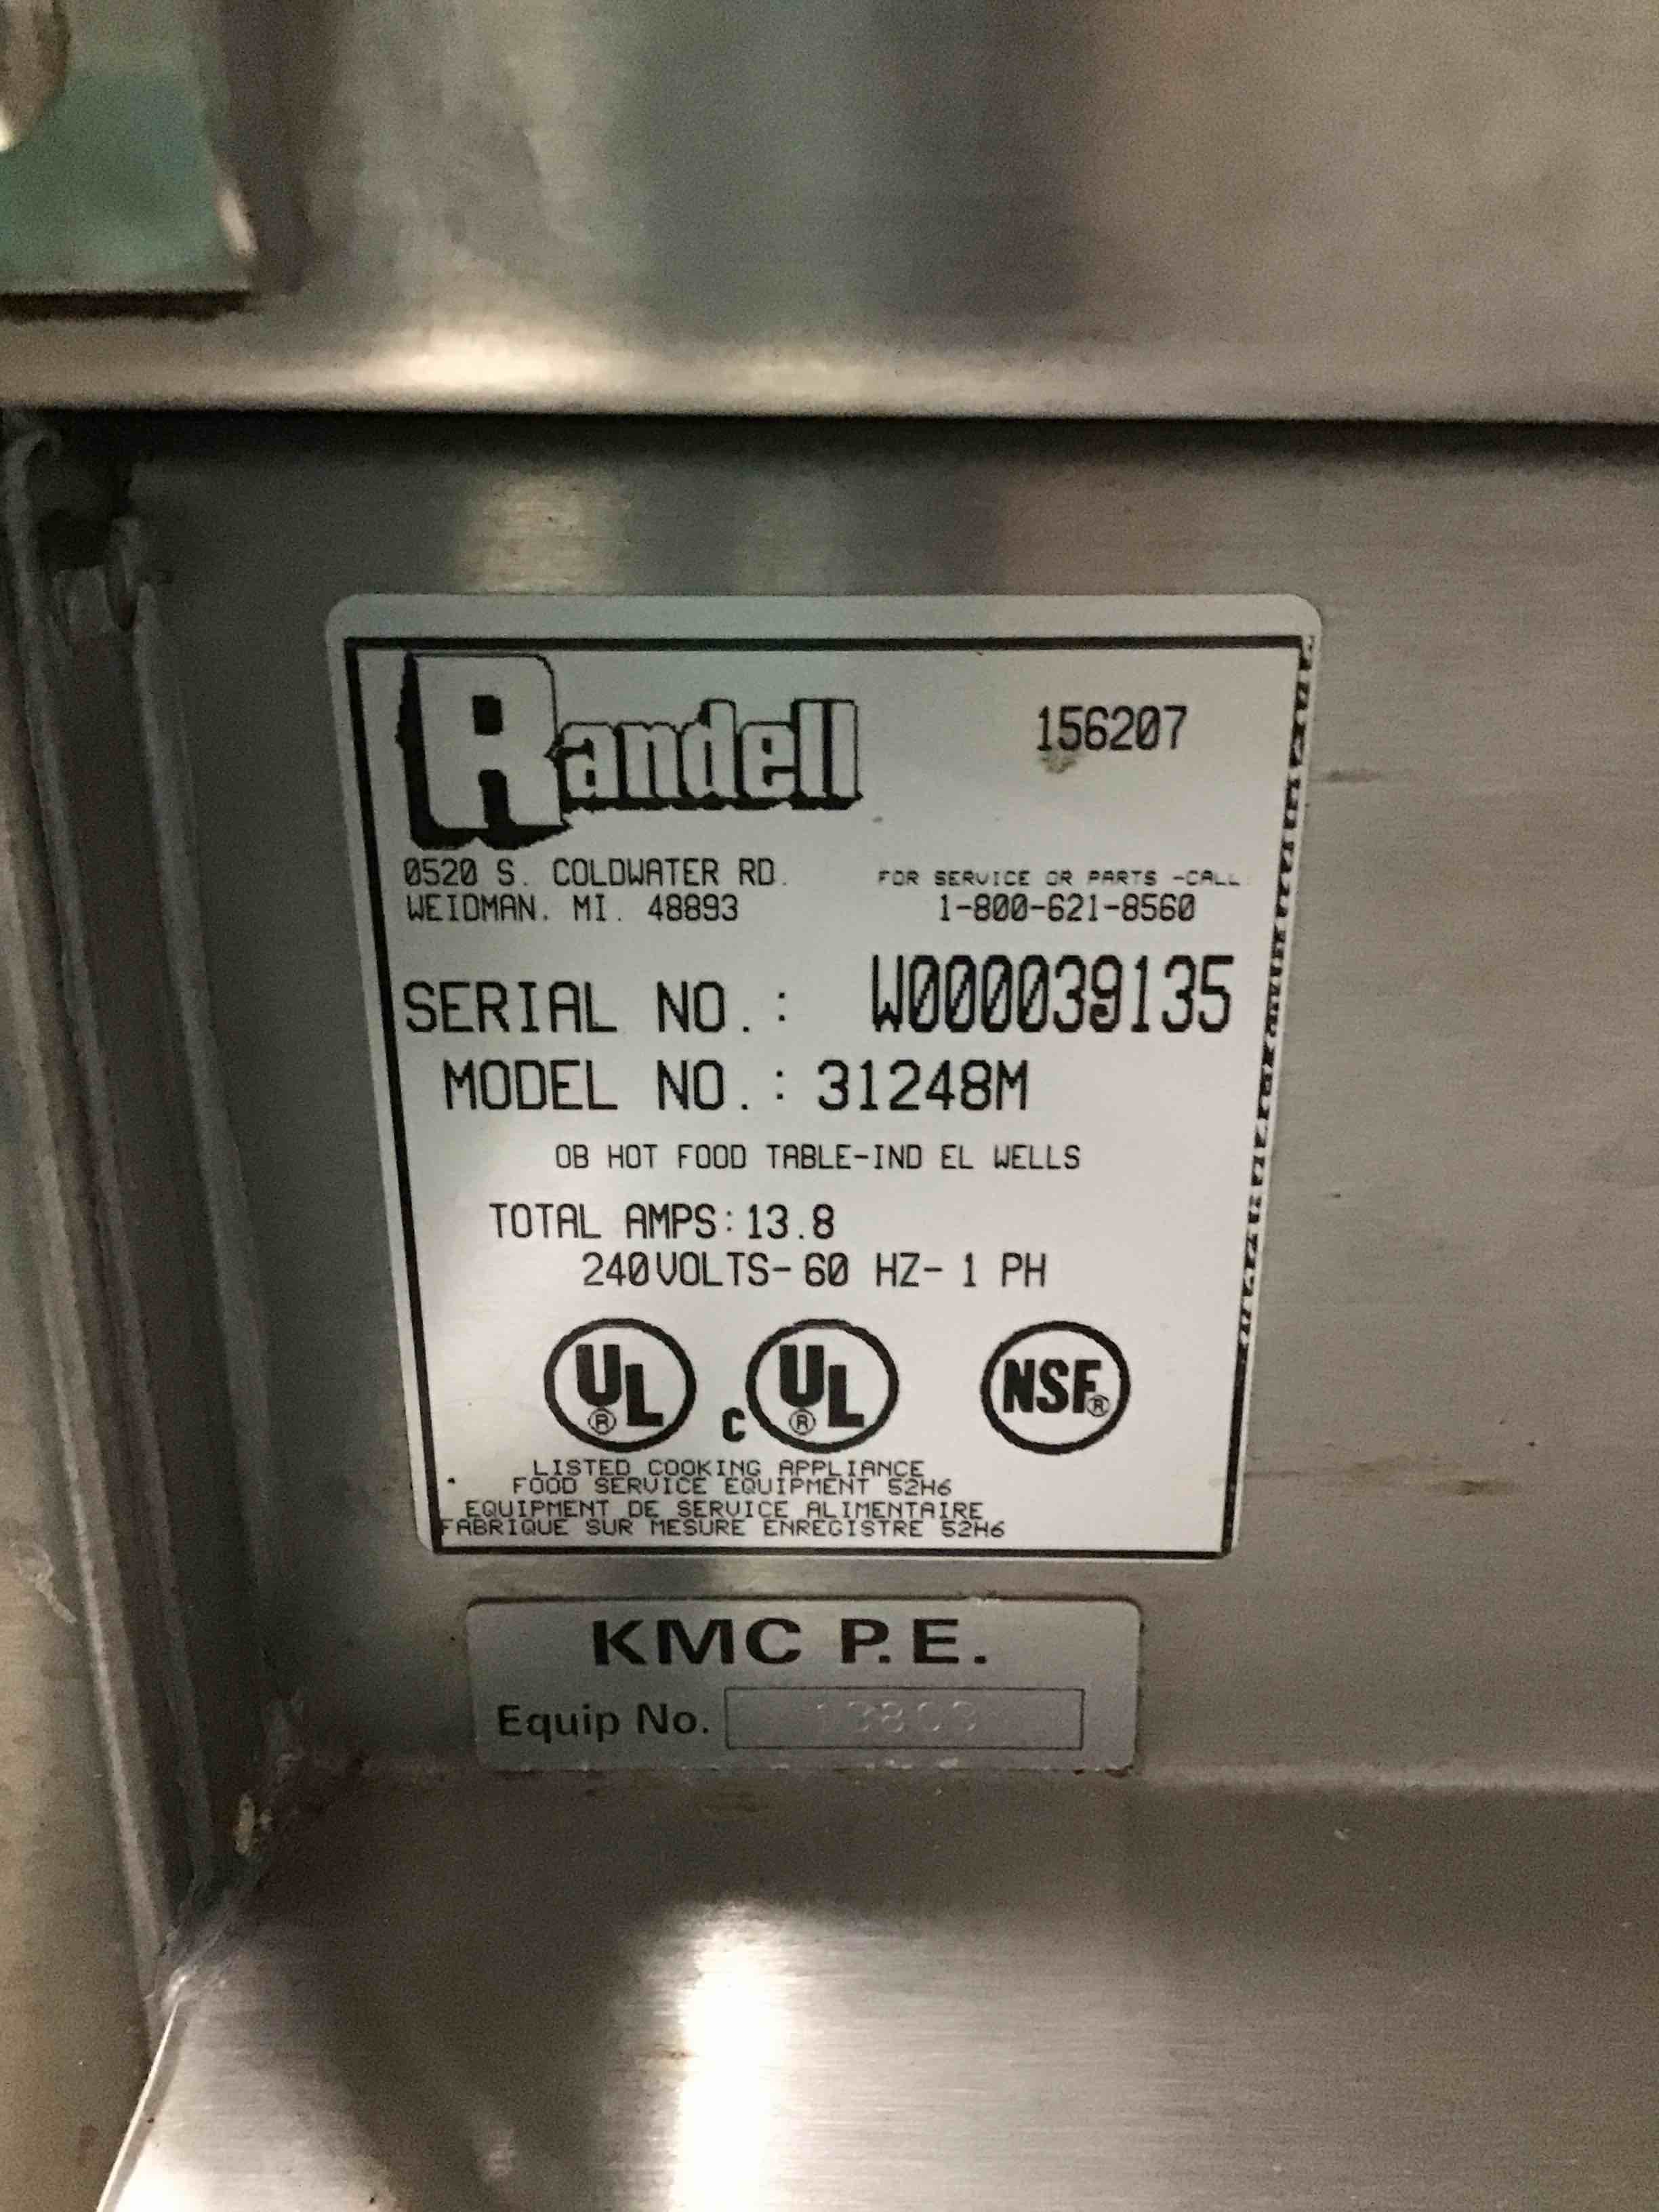 Randell
156207
0520 S. COLDWATER RD.
WEIDMAN. MI. 48893
FOR SERVICE OR PARTS -CALL
1-800-621-8560
SERIAL NO.: W000039135
MODEL NO.: 31248M
OB HOT FOOD TABLE-IND EL WELLS
TOTAL AMPS:13.8
240VOLTS-60 HZ-1 PH
UL® cUL® NSF®
LISTED COOKING APPLIANCE
FOOD SERVICE EQUIPMENT 52H6
EQUIPMENT DE SERVICE ALIMENTAIRE
FABRIQUE SUR MESURE ENREGISTRE 52H6
KMC P.E.
Equip No.